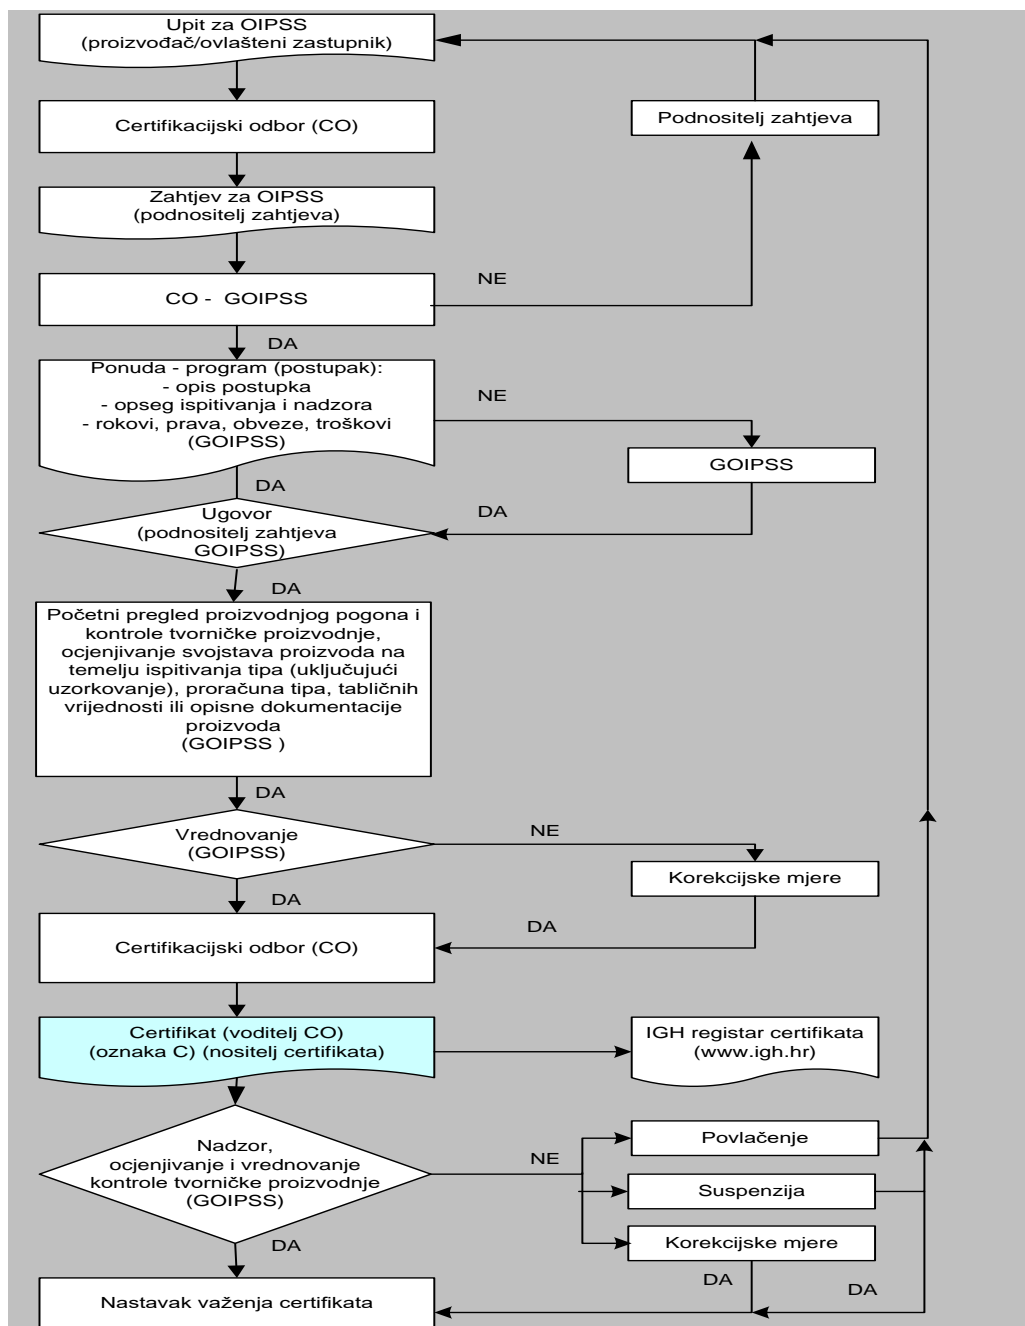 Upit za OIPSS
(proizvođač/ovlašteni zastupnik)
Certifikacijski odbor (CO)
Podnositelj zahtjeva
Zahtjev za OIPSS
(podnositelj zahtjeva)
CO - GOIPSS
NE
DA
Ponuda - program (postupak):
- opis postupka
- opseg ispitivanja i nadzora
- rokovi, prava, obveze, troškovi
(GOIPSS)
NE
GOIPSS
DA
DA
Ugovor
(podnositelj zahtjeva
GOIPSS)
DA
Početni pregled proizvodnjog pogona i
kontrole tvorničke proizvodnje,
ocjenjivanje svojstava proizvoda na
temelju ispitivanja tipa (uključujući
uzorkovanje), proračuna tipa, tabličnih
vrijednosti ili opisne dokumentacije
proizvoda
(GOIPSS )
DA
Vrednovanje
(GOIPSS)
NE
Korekcijske mjere
DA
DA
Certifikacijski odbor (CO)
Certifikat (voditelj CO)
(oznaka C) (nositelj certifikata)
IGH registar certifikata
(www.igh.hr)
Nadzor,
ocjenjivanje i vrednovanje
kontrole tvorničke proizvodnje
(GOIPSS)
NE
Povlačenje
Suspenzija
Korekcijske mjere
DA
DA
DA
Nastavak važenja certifikata